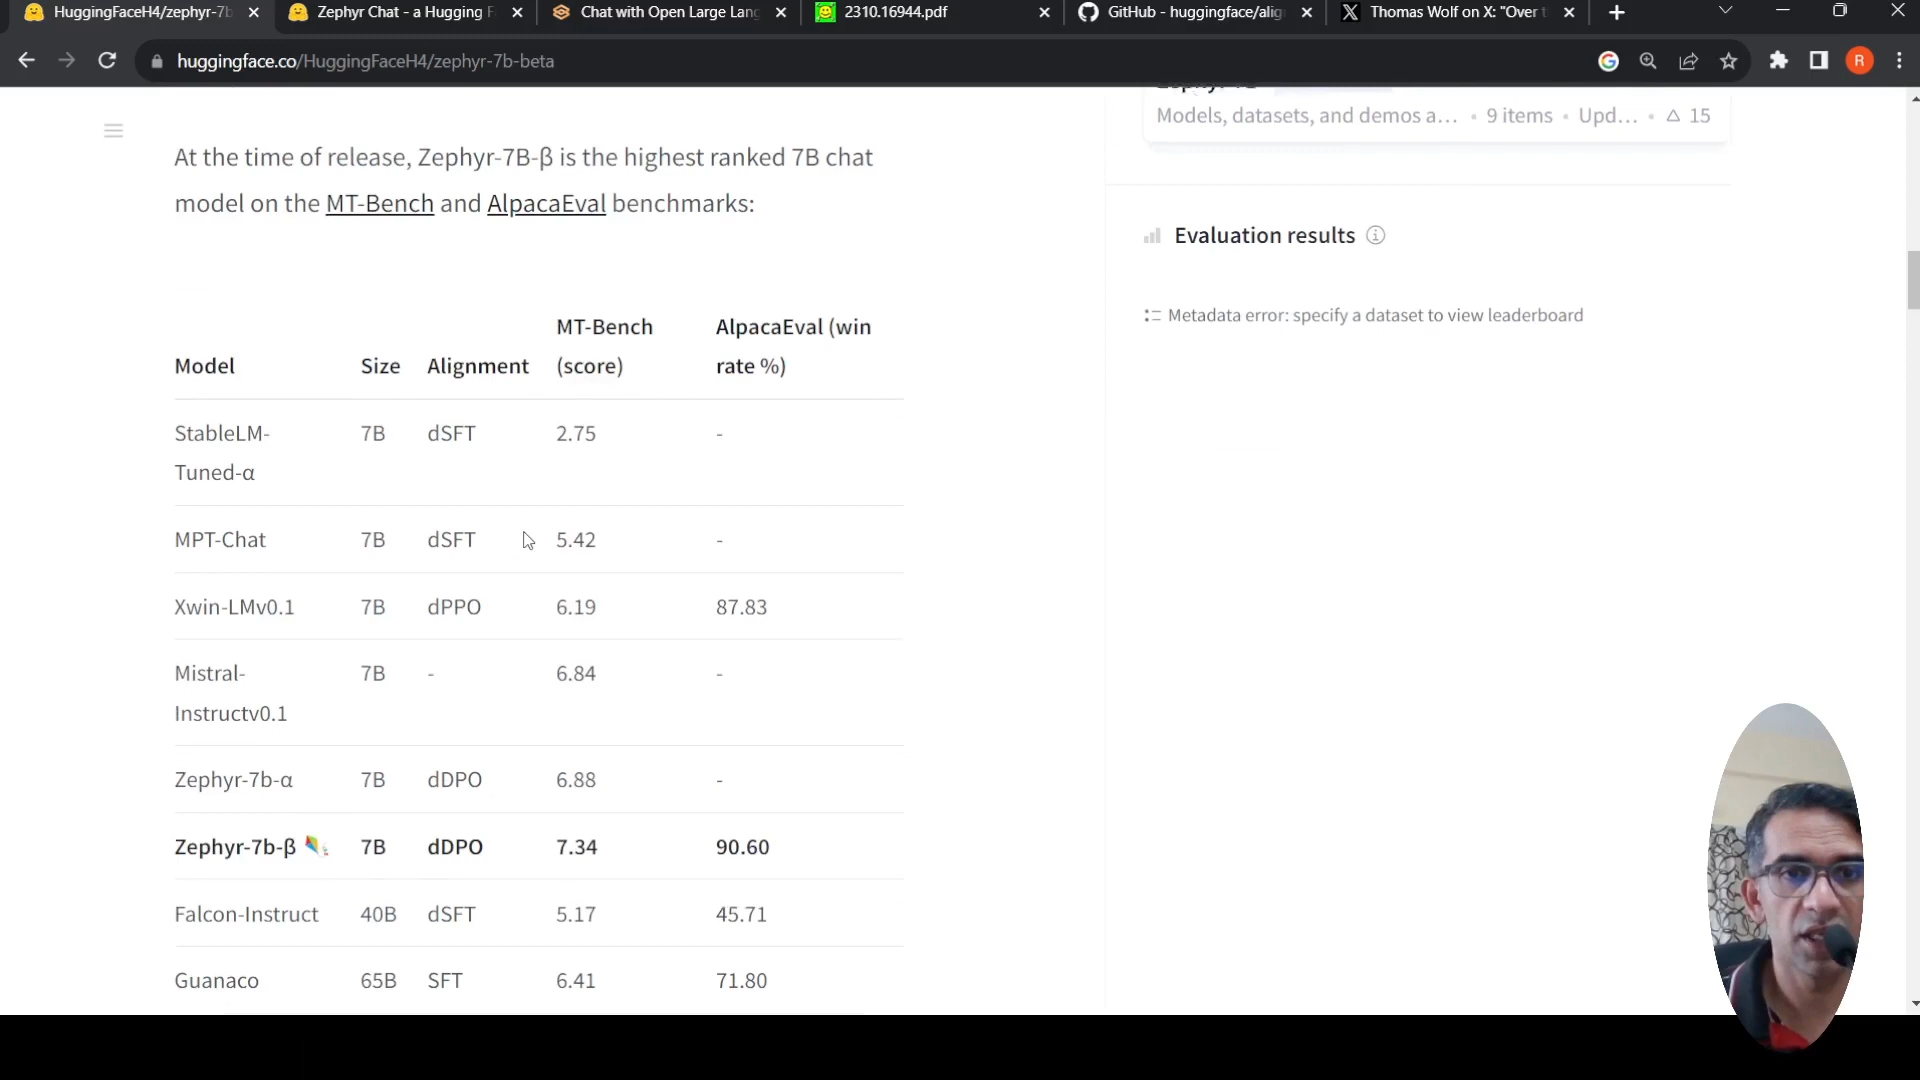 HuggingFaceH4/zephyr-7b
Zephyr Chat - a Hugging F
Chat with Open Large Lang
2310.16944.pdf
GitHub - huggingface/alig
Thomas Wolf on X: "Over t
huggingface.co/HuggingFaceH4/zephyr-7b-beta
R
Models, datasets, and demos a... • 9 items • Upd... • △ 15
At the time of release, Zephyr-7B-β is the highest ranked 7B chat
model on the MT-Bench and AlpacaEval benchmarks:
Evaluation results
Metadata error: specify a dataset to view leaderboard
MT-Bench AlpacaEval (win
Model Size Alignment (score) rate %)
StableLM- 7B dSFT 2.75 -
Tuned-α
MPT-Chat 7B dSFT 5.42 -
Xwin-LMv0.1 7B dPPO 6.19 87.83
Mistral- 7B - 6.84 -
Instructv0.1
Zephyr-7b-α 7B dDPO 6.88 -
Zephyr-7b-β 🪁 7B dDPO 7.34 90.60
Falcon-Instruct 40B dSFT 5.17 45.71
Guanaco 65B SFT 6.41 71.80